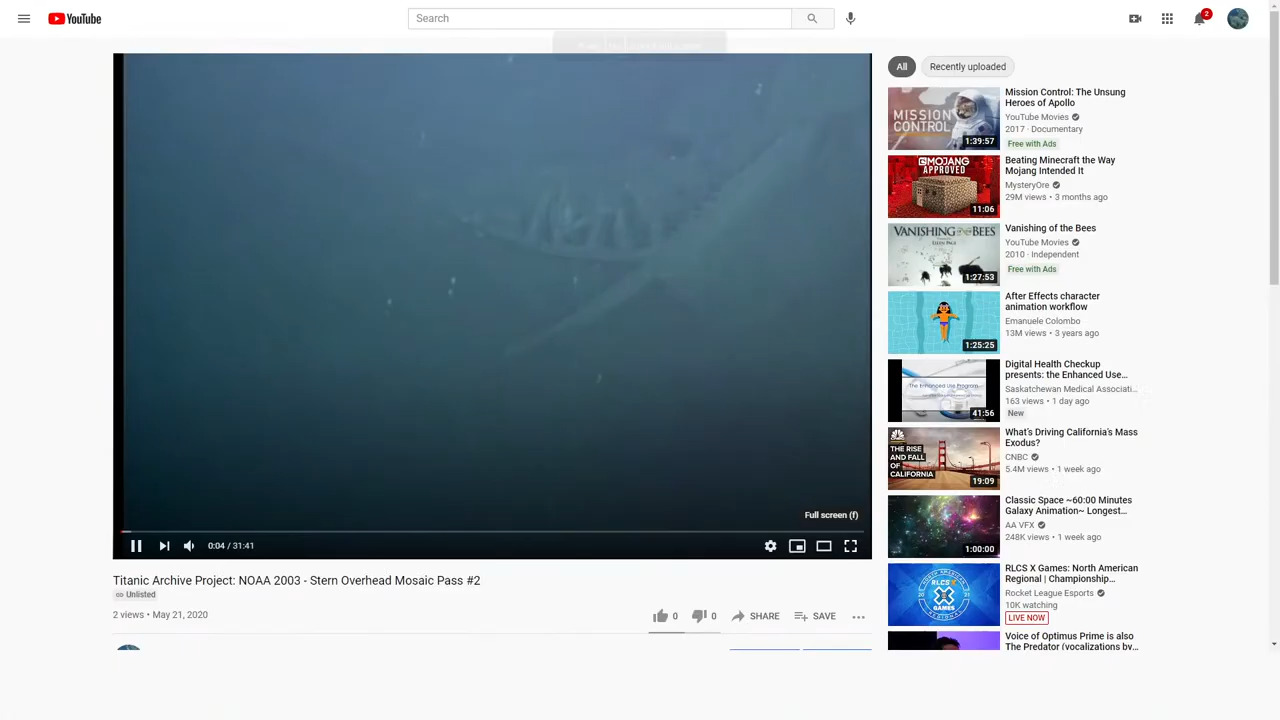 YouTube
Search
2
All
Recently uploaded
Full screen (f)
0:04 / 31:41
Titanic Archive Project: NOAA 2003 - Stern Overhead Mosaic Pass #2
Unlisted
2 views • May 21, 2020
0
0
SHARE
SAVE
MISSION
CONTROL
1:39:57
Mission Control: The Unsung
Heroes of Apollo
YouTube Movies
2017 · Documentary
Free with Ads
MOJANG
APPROVED
11:06
Beating Minecraft the Way
Mojang Intended It
MysteryOre
29M views • 3 months ago
VANISHING OF THE BEES
ELLEN PAGE
1:27:53
Vanishing of the Bees
YouTube Movies
2010 · Independent
Free with Ads
1:25:25
After Effects character
animation workflow
Emanuele Colombo
13M views • 3 years ago
The Enhanced Use Program
41:56
Digital Health Checkup
presents: the Enhanced Use...
Saskatchewan Medical Associati...
163 views • 1 day ago
New
THE RISE
AND FALL
OF
CALIFORNIA
19:09
What's Driving California's Mass
Exodus?
CNBC
5.4M views • 1 week ago
1:00:00
Classic Space ~60:00 Minutes
Galaxy Animation~ Longest...
AA VFX
248K views • 1 week ago
RLCS
X
GAMES
RLCS X Games: North American
Regional | Championship...
Rocket League Esports
10K watching
LIVE NOW
Voice of Optimus Prime is also
The Predator (vocalizations by...